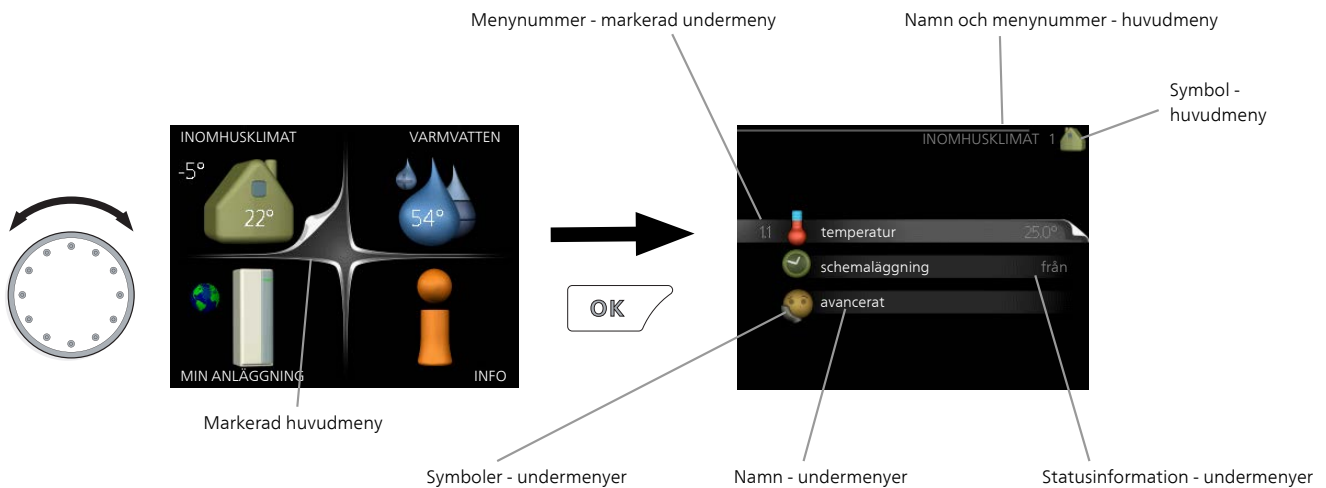 Menynummer - markerad undermeny
Namn och menynummer - huvudmeny
Symbol -
huvudmeny
INOMHUSKLIMAT
VARMVATTEN
-5°
22°
54°
MIN ANLÄGGNING
INFO
OK
INOMHUSKLIMAT 1
1.1 temperatur 25.0°
schemaläggning från
avancerat
Markerad huvudmeny
Symboler - undermenyer
Namn - undermenyer
Statusinformation - undermenyer